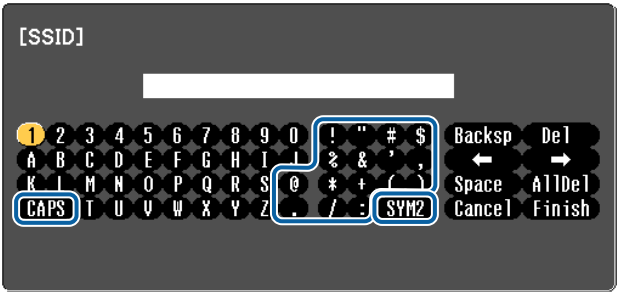 [SSID]
1 2 3 4 5 6 7 8 9 0 ! " # $ Backsp Del
A B C D E F G H I J % & ' , ← →
K L M N O P Q R S @ * + ( ) Space AllDel
CAPS T U V W X Y Z . / : SYM2 Cancel Finish